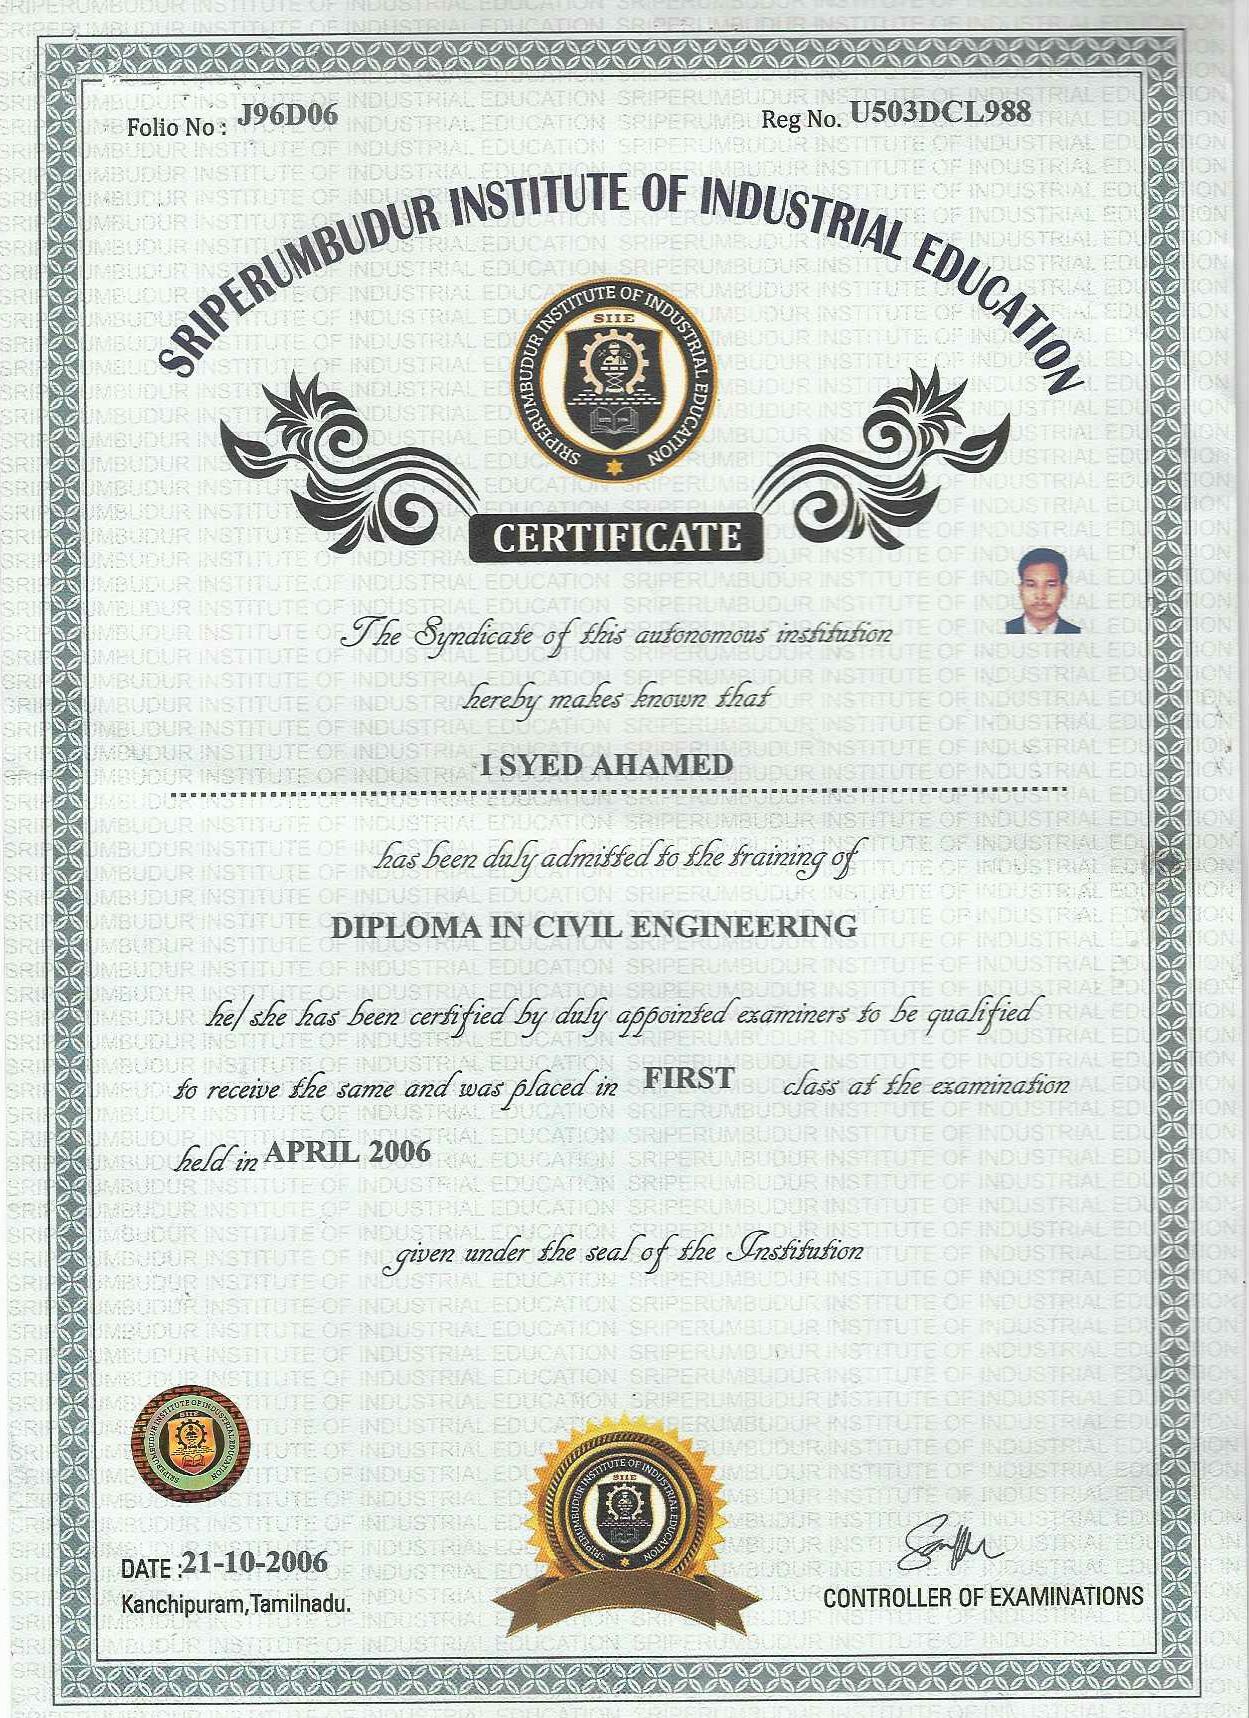 Folio No : J96D06
Reg No. U503DCL988
SRIPERUMBUDUR INSTITUTE OF INDUSTRIAL EDUCATION
SRIPERUMBUDUR INSTITUTE OF INDUSTRIAL EDUCATION
SIIE
CERTIFICATE
The Syndicate of this autonomous institution
hereby makes known that
I SYED AHAMED
has been duly admitted to the training of
DIPLOMA IN CIVIL ENGINEERING
he/ she has been certified by duly appointed examiners to be qualified
to receive the same and was placed in FIRST class at the examination
held in APRIL 2006
given under the seal of the Institution
SRIPERUMBUDUR INSTITUTE OF INDUSTRIAL EDUCATION
SIIE
SRIPERUMBUDUR INSTITUTE OF INDUSTRIAL EDUCATION
SIIE
DATE :21-10-2006
Kanchipuram,Tamilnadu.
CONTROLLER OF EXAMINATIONS